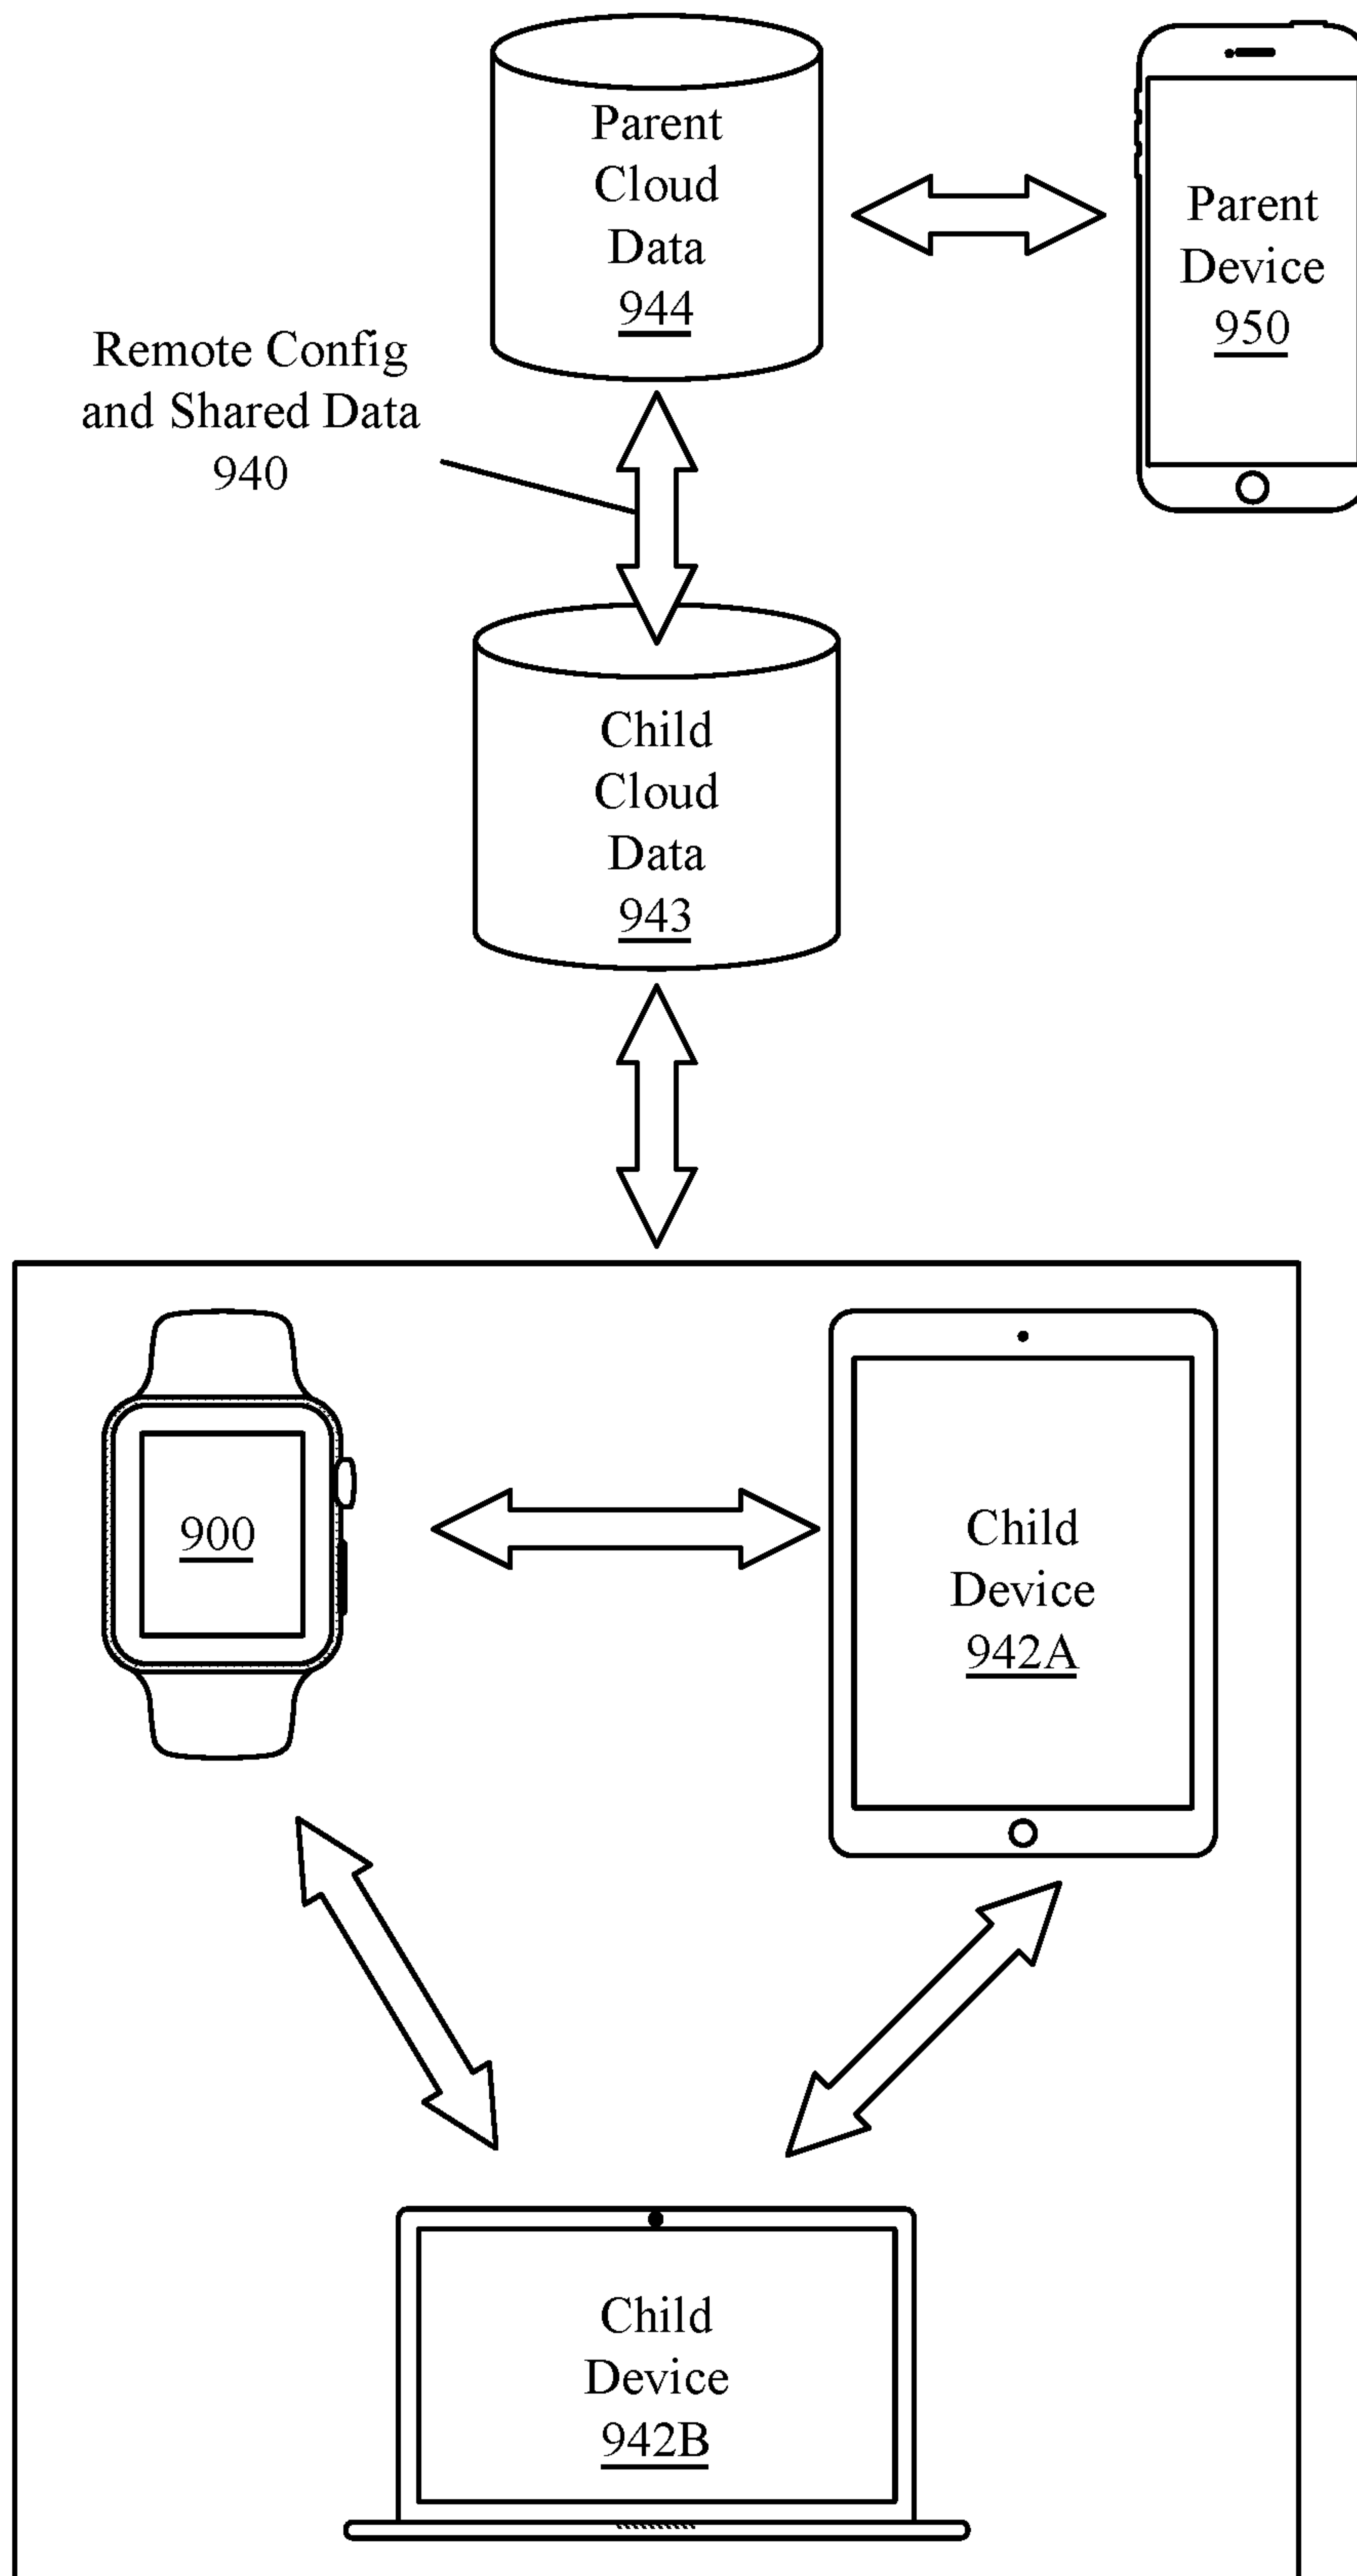 Parent
Cloud
Data
944
Parent
Device
950
Remote Config
and Shared Data
940
Child
Cloud
Data
943
900
Child
Device
942A
Child
Device
942B